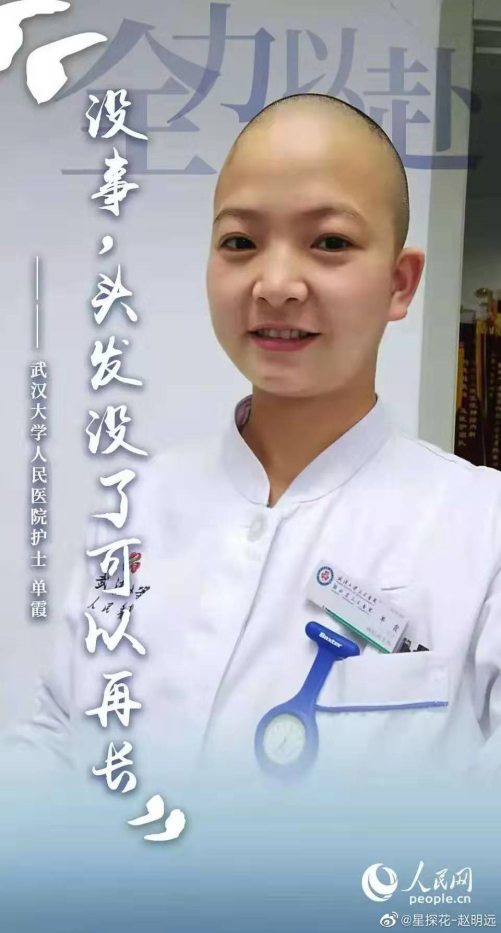 全力以赴
没事，头发没了可以再长
——武汉大学人民医院护士 单霞
Baxter
人民网
people.cn
@星探花-赵明远